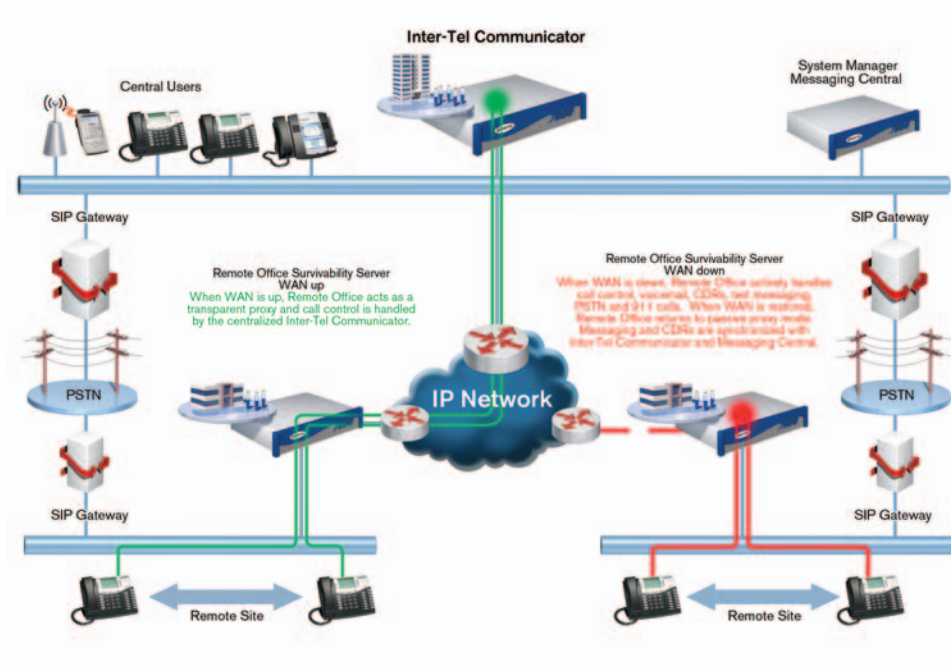 Inter-Tel Communicator
System Manager
Messaging Central
Central Users
SIP Gateway
SIP Gateway
Remote Office Survivability Server
WAN up
When WAN is up, Remote Office acts as a
transparent proxy and call control is handled
by the centralized Inter-Tel Communicator.
Remote Office Survivability Server
WAN down
When WAN is down, Remote Office actively handles
call control, voicemail, CDRs, text messaging,
PSTN and 911 calls. When WAN is restored,
Remote Office returns to passive proxy mode.
Messaging and CDRs are synchronized with
Inter-Tel Communicator and Messaging Central.
PSTN
IP Network
PSTN
SIP Gateway
SIP Gateway
Remote Site
Remote Site